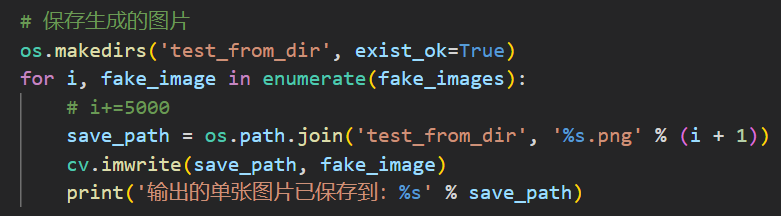 # 保存生成的图片
os.makedirs('test_from_dir', exist_ok=True)
for i, fake_image in enumerate(fake_images):
    # i+=5000
    save_path = os.path.join('test_from_dir', '%s.png' % (i + 1))
    cv.imwrite(save_path, fake_image)
    print('输出的单张图片已保存到：%s' % save_path)